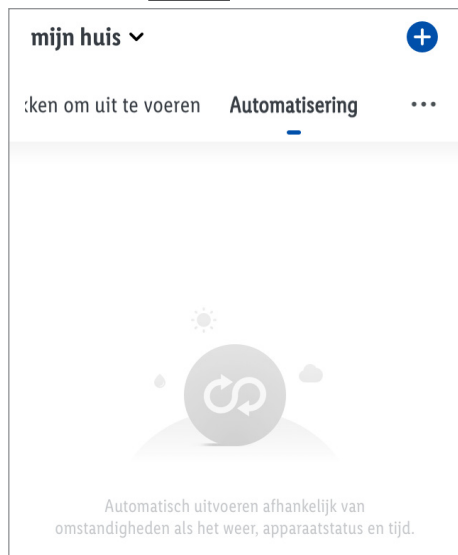 mijn huis
ken om uit te voeren Automatisering
Automatisch uitvoeren afhankelijk van
omstandigheden als het weer, apparaatstatus en tijd.